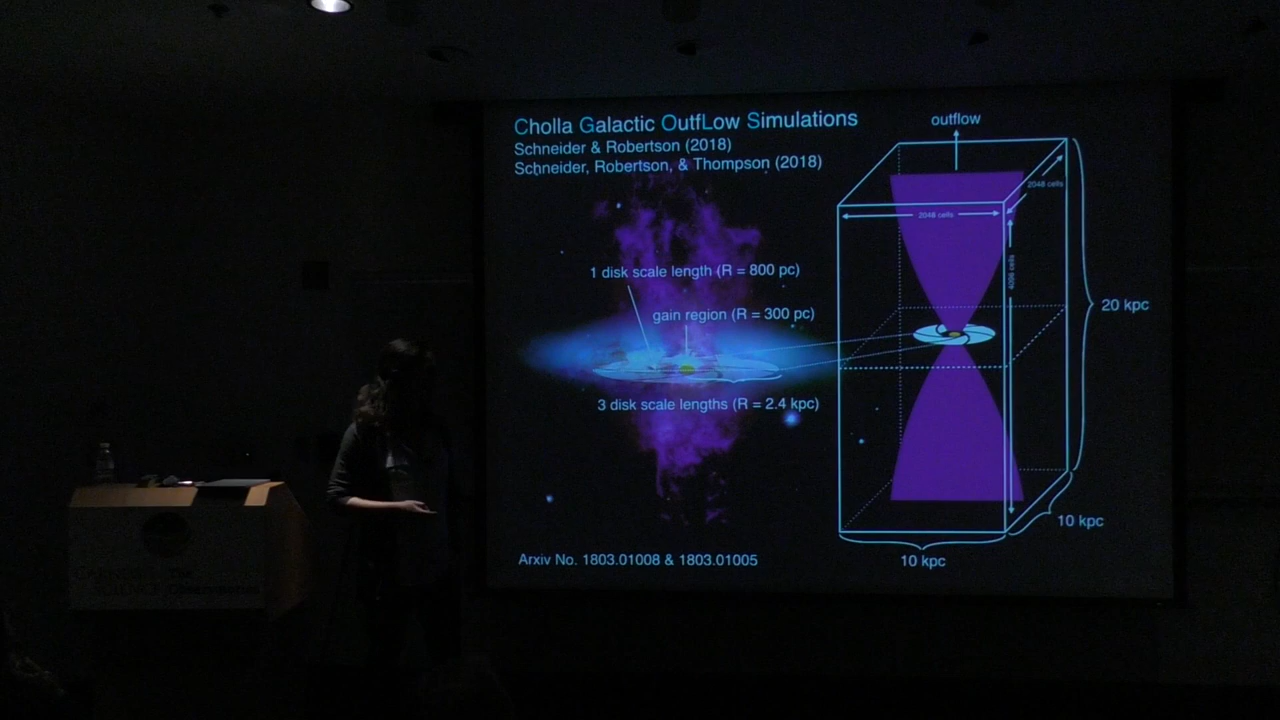 Cholla Galactic OutfLow Simulations
Schneider & Robertson (2018)
Schneider, Robertson, & Thompson (2018)
1 disk scale length (R = 800 pc)
gain region (R = 300 pc)
3 disk scale lengths (R = 2.4 kpc)
Arxiv No. 1803.01008 & 1803.01005
outflow
2048 cells
2048 cells
4096 cells
20 kpc
10 kpc
10 kpc